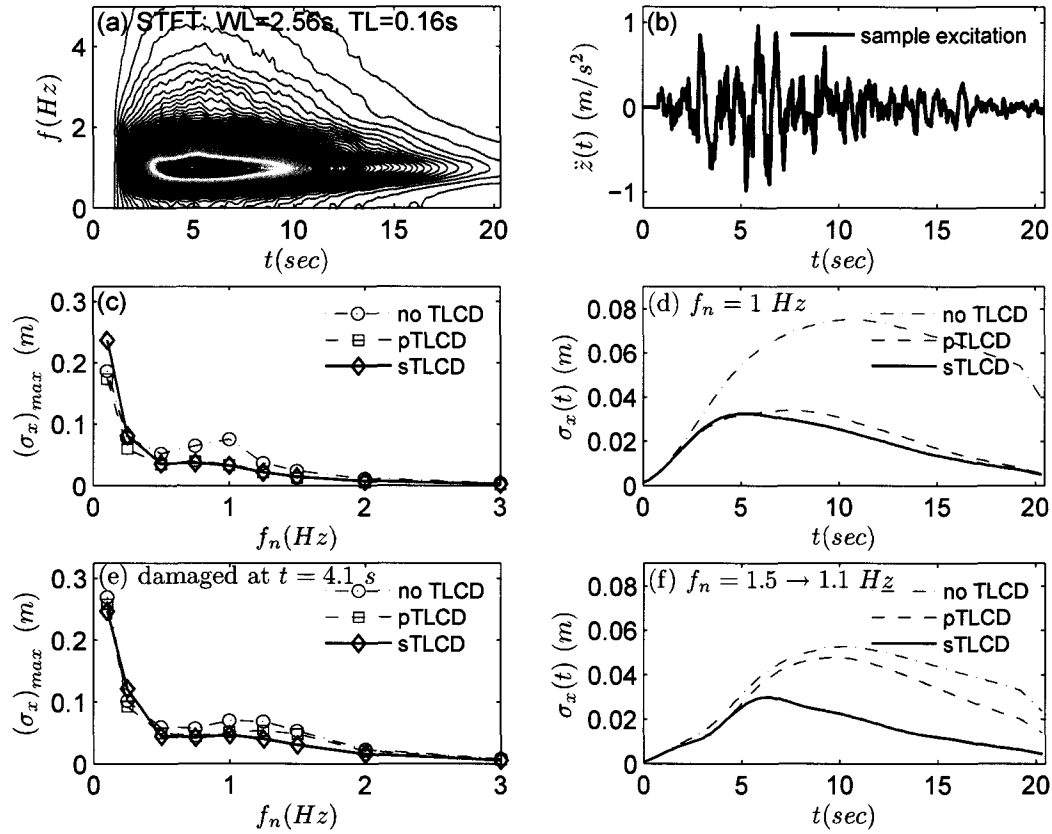 (a) STFT: WL=2.56s, TL=0.16s
f(Hz)
4
2
0
0 5 10 15 20
t(sec)
(b)
sample excitation
z̈(t) (m/s²)
1
0
−1
0 5 10 15 20
t(sec)
(c)
no TLCD
pTLCD
sTLCD
(σₓ)ₘₐₓ (m)
0.3
0.2
0.1
0
0 1 2 3
fₙ(Hz)
(d) fₙ = 1 Hz
no TLCD
pTLCD
sTLCD
σₓ(t) (m)
0.08
0.06
0.04
0.02
0
0 5 10 15 20
t(sec)
(e) damaged at t = 4.1 s
no TLCD
pTLCD
sTLCD
(σₓ)ₘₐₓ (m)
0.3
0.2
0.1
0
0 1 2 3
fₙ(Hz)
(f) fₙ = 1.5 → 1.1 Hz
no TLCD
pTLCD
sTLCD
σₓ(t) (m)
0.08
0.06
0.04
0.02
0
0 5 10 15 20
t(sec)